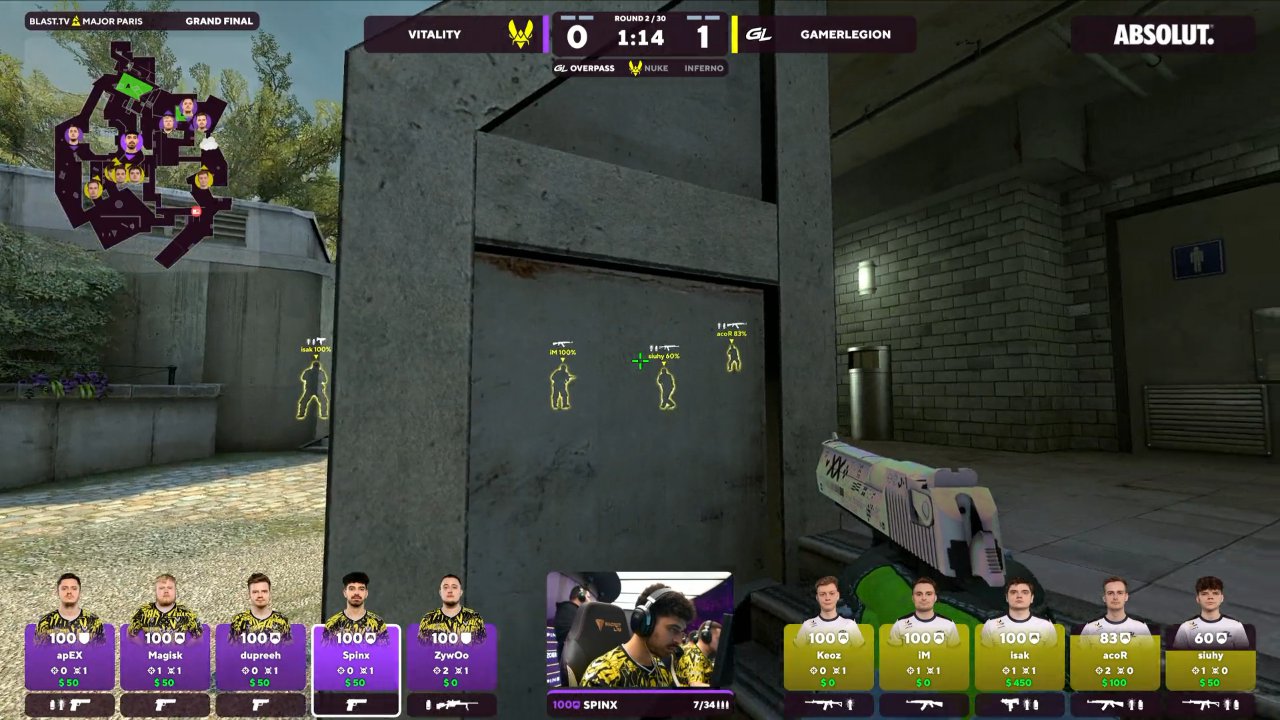 BLAST.TV MAJOR PARIS GRAND FINAL
VITALITY 0 ROUND 2 / 30 1:14 1 GL GAMERLEGION
GL OVERPASS NUKE INFERNO
ABSOLUT.
A
isak 100%
iM 100%
siuhy 60%
acoR 83%
XX
100 100 100 100 100
apEX Magisk dupreeh Spinx ZywOo
0 1 1 1 0 1 0 1 2 1
$50 $50 $50 $50 $0
100 SPINX 7/34
100 100 100 83 60
Keoz iM isak acoR siuhy
0 1 1 1 1 1 2 0 1 0
$0 $0 $450 $100 $50